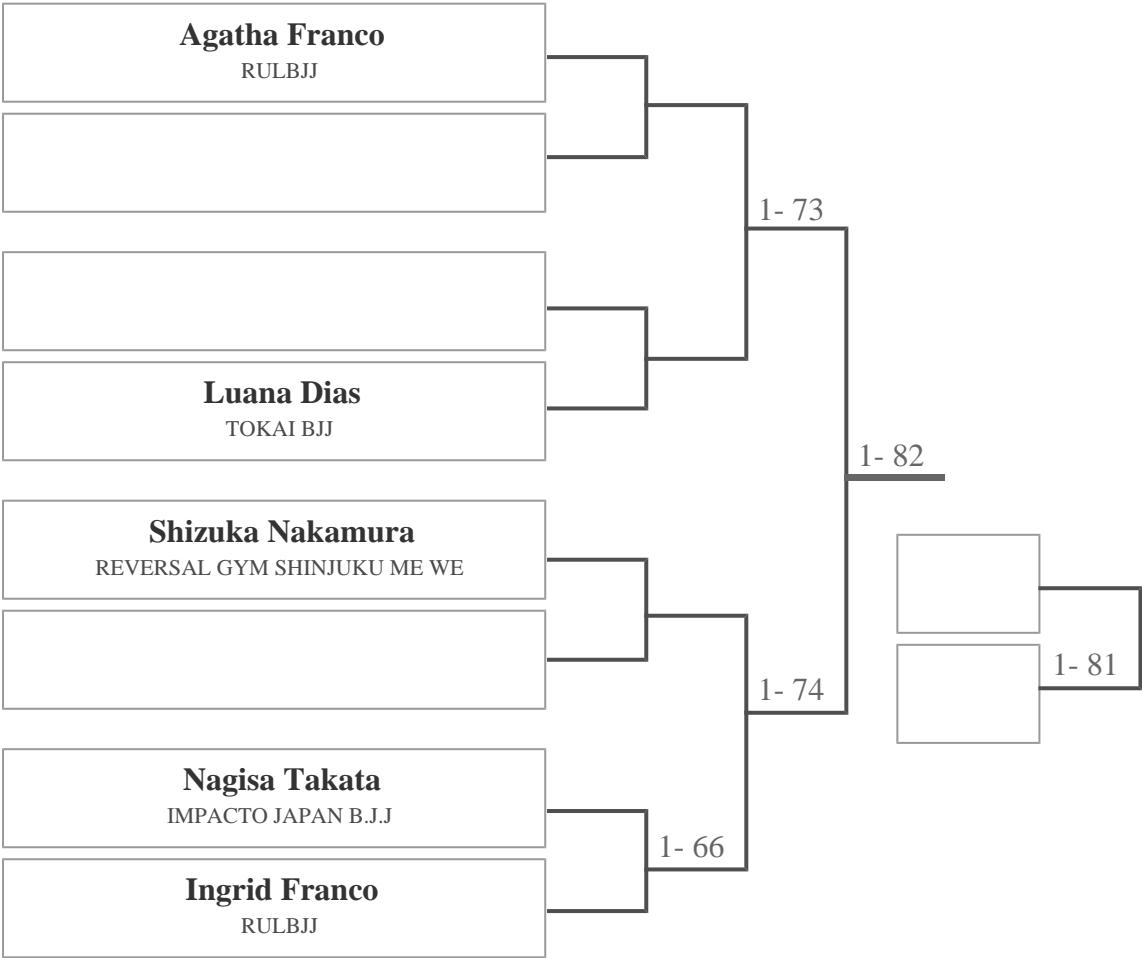 Agatha Franco
RULBJJ
1- 73
Luana Dias
TOKAI BJJ
1- 82
Shizuka Nakamura
REVERSAL GYM SHINJUKU ME WE
1- 81
1- 74
Nagisa Takata
IMPACTO JAPAN B.J.J
1- 66
Ingrid Franco
RULBJJ